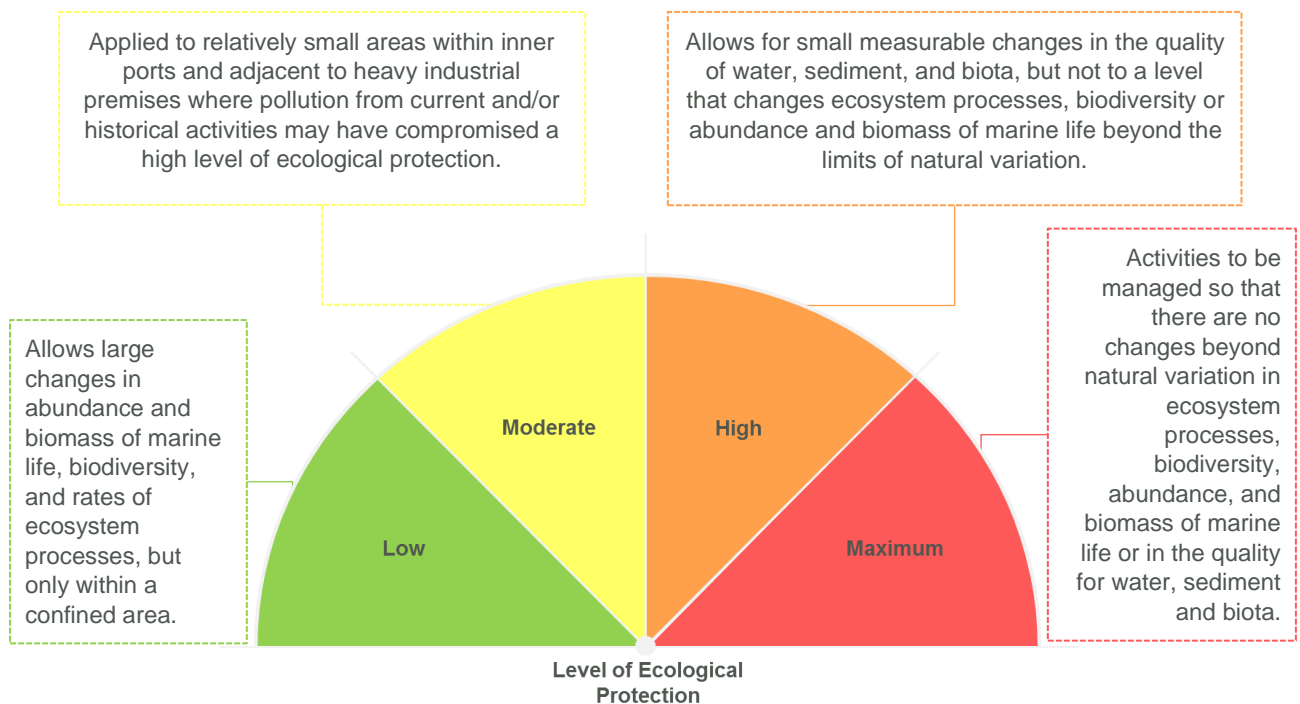 Applied to relatively small areas within inner
ports and adjacent to heavy industrial
premises where pollution from current and/or
historical activities may have compromised a
high level of ecological protection.
Allows for small measurable changes in the quality
of water, sediment, and biota, but not to a level
that changes ecosystem processes, biodiversity or
abundance and biomass of marine life beyond the
limits of natural variation.
Allows large
changes in
abundance and
biomass of marine
life, biodiversity,
and rates of
ecosystem
processes, but
only within a
confined area.
Activities to be
managed so that
there are no
changes beyond
natural variation in
ecosystem
processes,
biodiversity,
abundance, and
biomass of marine
life or in the quality
for water, sediment
and biota.
Low
Moderate
High
Maximum
Level of Ecological
Protection